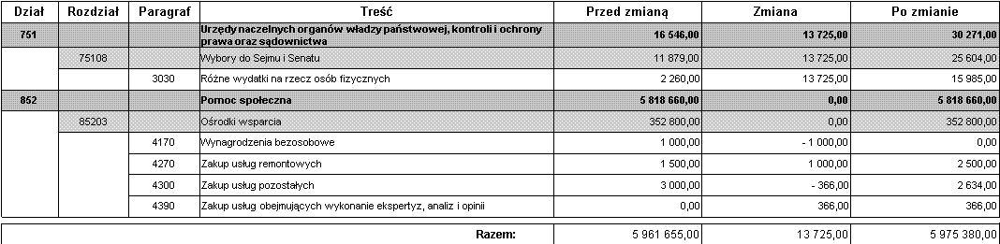 Dział Rozdział Paragraf Treść Przed zmianą Zmiana Po zmianie
751 Urzędy naczelnych organów władzy państwowej, kontroli i ochrony prawa oraz sądownictwa 16 546,00 13 725,00 30 271,00
75108 Wybory do Sejmu i Senatu 11 879,00 13 725,00 25 604,00
3030 Różne wydatki na rzecz osób fizycznych 2 260,00 13 725,00 15 985,00
852 Pomoc społeczna 5 818 660,00 0,00 5 818 660,00
85203 Ośrodki wsparcia 352 800,00 0,00 352 800,00
4170 Wynagrodzenia bezosobowe 1 000,00 - 1 000,00 0,00
4270 Zakup usług remontowych 1 500,00 1 000,00 2 500,00
4300 Zakup usług pozostałych 3 000,00 - 366,00 2 634,00
4390 Zakup usług obejmujących wykonanie ekspertyz, analiz i opinii 0,00 366,00 366,00
Razem: 5 961 655,00 13 725,00 5 975 380,00